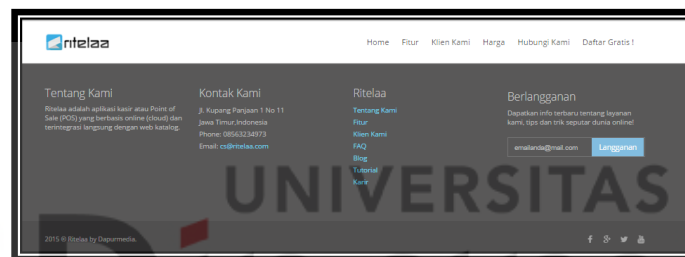 ritelaa
Home Fitur Klien Kami Harga Hubungi Kami Daftar Gratis !
Tentang Kami
Ritelaa adalah aplikasi kasir atau Point of
Sale (POS) yang berbasis online (cloud) dan
terintegrasi langsung dengan web katalog.
Kontak Kami
Jl. Kupang Panjaan 1 No 11
Jawa Timur,Indonesia
Phone: 08563234973
Email: cs@ritelaa.com
Ritelaa
Tentang Kami
Fitur
Klien Kami
FAQ
Blog
Tutorial
Karir
Berlangganan
Dapatkan info terbaru tentang layanan
kami, tips dan trik seputar dunia online!
emailanda@mail.com Langganan
UNIVERSITAS
2015 © Ritelaa by Dapurmedia.